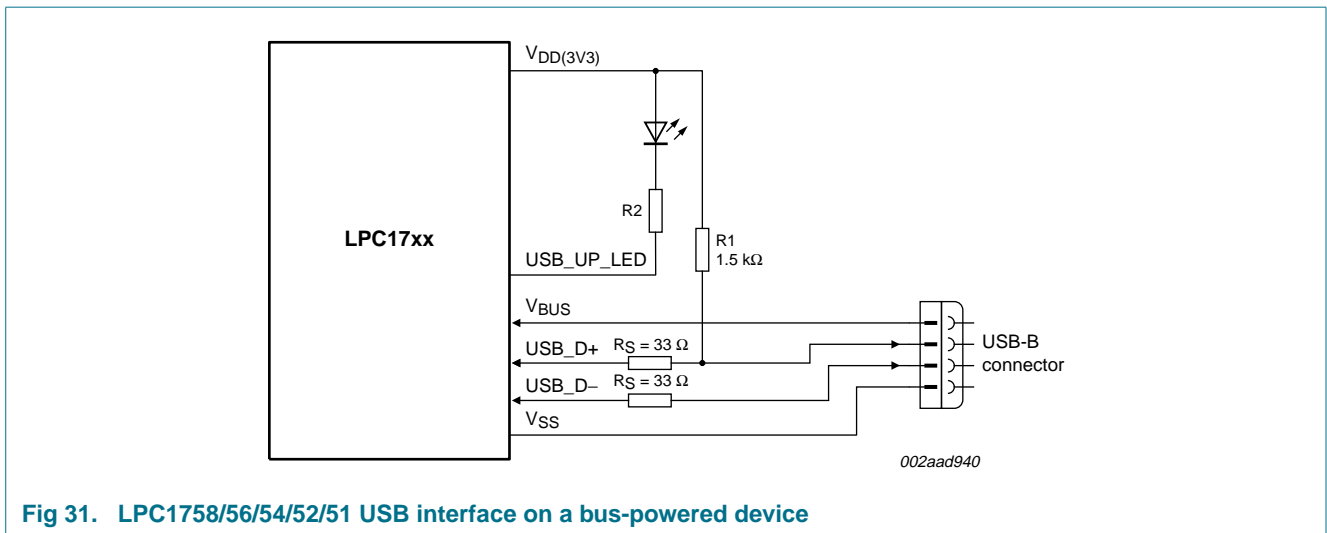 V_DD(3V3)
R2
LPC17xx
R1
1.5 kΩ
USB_UP_LED
V_BUS
USB_D+ R_S = 33 Ω
USB-B
connector
USB_D− R_S = 33 Ω
V_SS
002aad940
Fig 31. LPC1758/56/54/52/51 USB interface on a bus-powered device